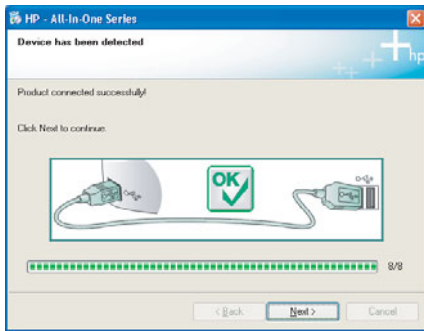 HP - All-In-One Series
Device has been detected
hp
Product connected successfully!
Click Next to continue.
OK
8/8
< Back Next > Cancel